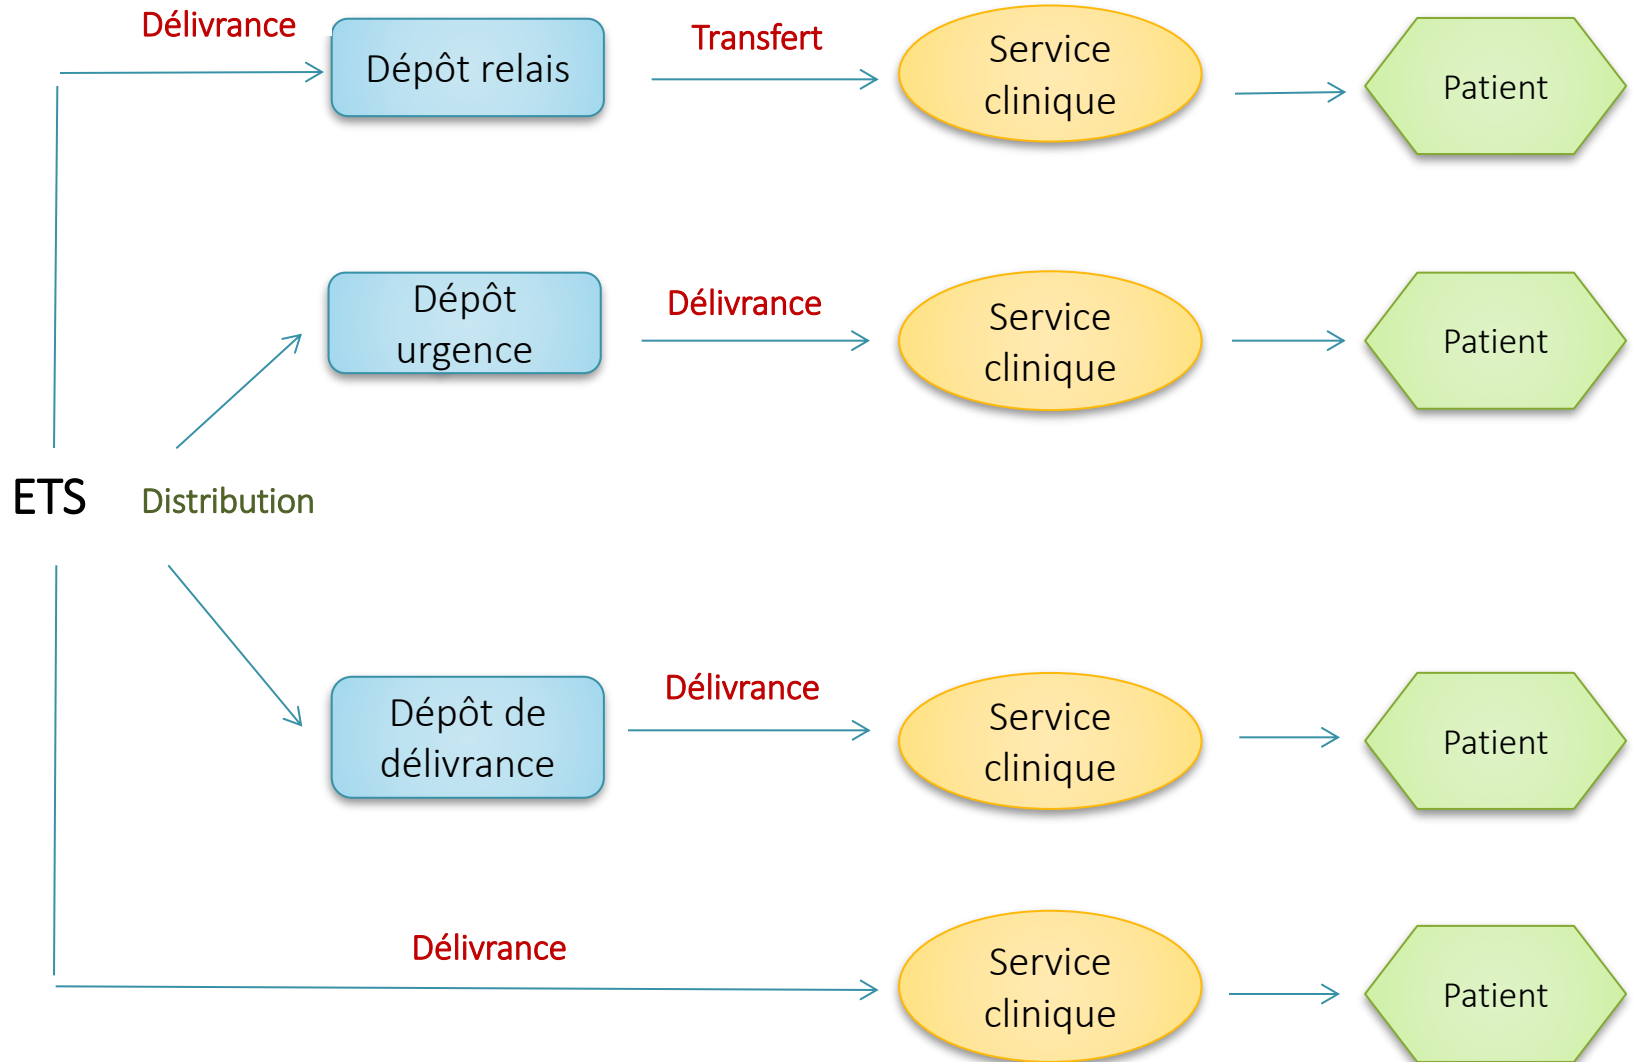 Délivrance
Dépôt relais
Transfert
Service
clinique
Patient
Dépôt
urgence
Délivrance
Service
clinique
Patient
ETS
Distribution
Dépôt de
délivrance
Délivrance
Service
clinique
Patient
Délivrance
Service
clinique
Patient